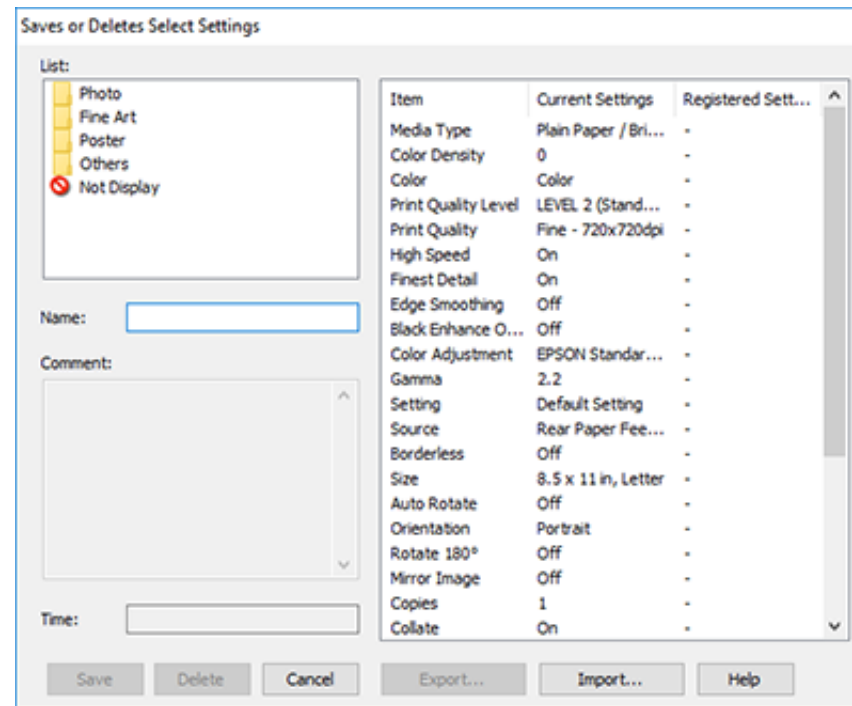 Saves or Deletes Select Settings
List:
Photo
Fine Art
Poster
Others
Not Display
Name:
Comment:
Time:
Item Current Settings Registered Sett...
Media Type Plain Paper / Bri... -
Color Density 0 -
Color Color -
Print Quality Level LEVEL 2 (Stand... -
Print Quality Fine - 720x720dpi -
High Speed On -
Finest Detail On -
Edge Smoothing Off -
Black Enhance O... Off -
Color Adjustment EPSON Standar... -
Gamma 2.2 -
Setting Default Setting -
Source Rear Paper Fee... -
Borderless Off -
Size 8.5 x 11 in, Letter -
Auto Rotate Off -
Orientation Portrait -
Rotate 180° Off -
Mirror Image Off -
Copies 1 -
Collate On -
Save Delete Cancel Export... Import... Help